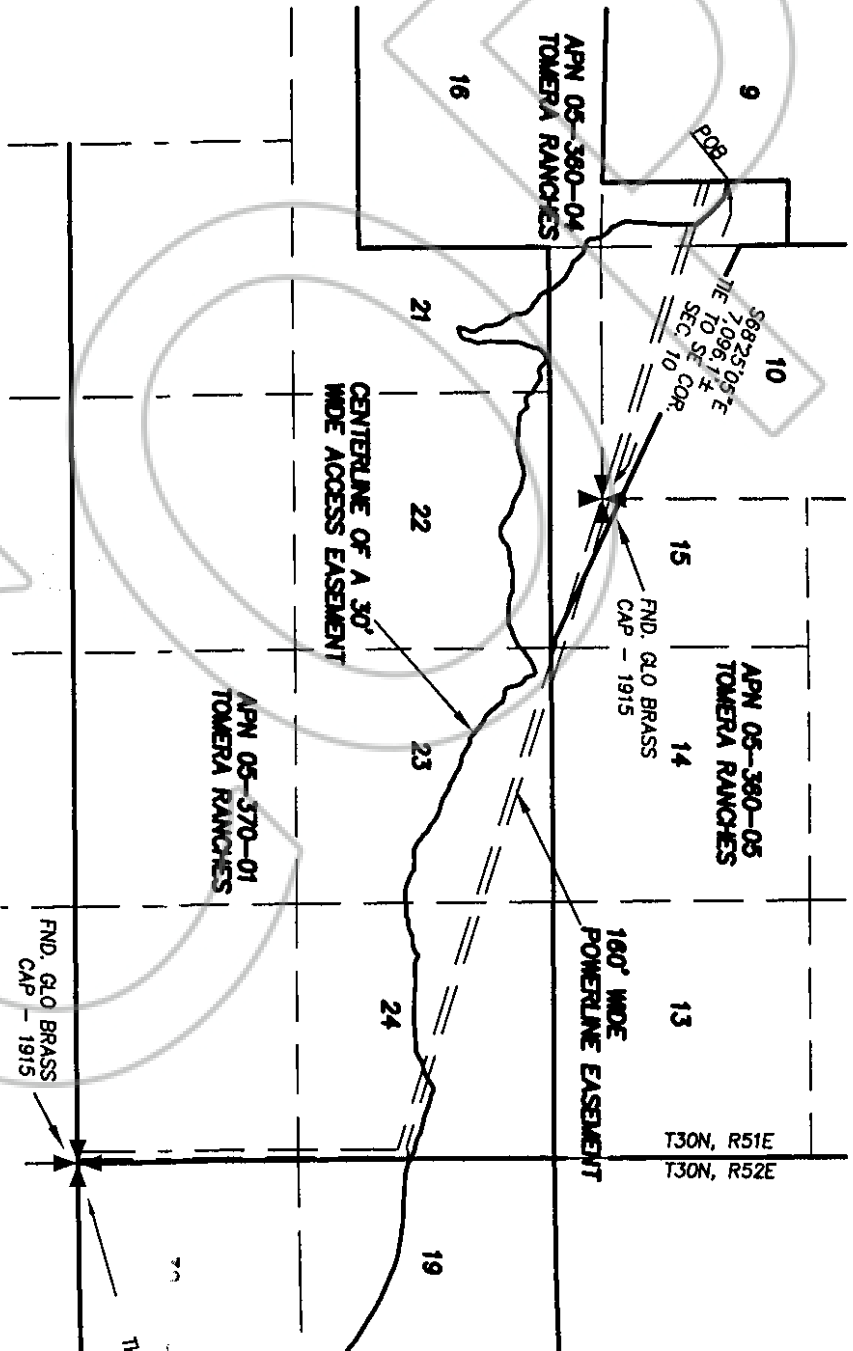 9
16
APN 05-380-04
TOMERA RANCHES
POB
10
S68°25'05"E
7,096.1'±
TIE TO SE COR.
SEC. 10
21
22
CENTERLINE OF A 30'
WIDE ACCESS EASEMENT
15
FND. GLO BRASS
CAP - 1915
14
APN 05-380-05
TOMERA RANCHES
23
APN 05-370-01
TOMERA RANCHES
160' WIDE
POWERLINE EASEMENT
13
24
T30N, R51E
T30N, R52E
FND. GLO BRASS
CAP - 1915
19